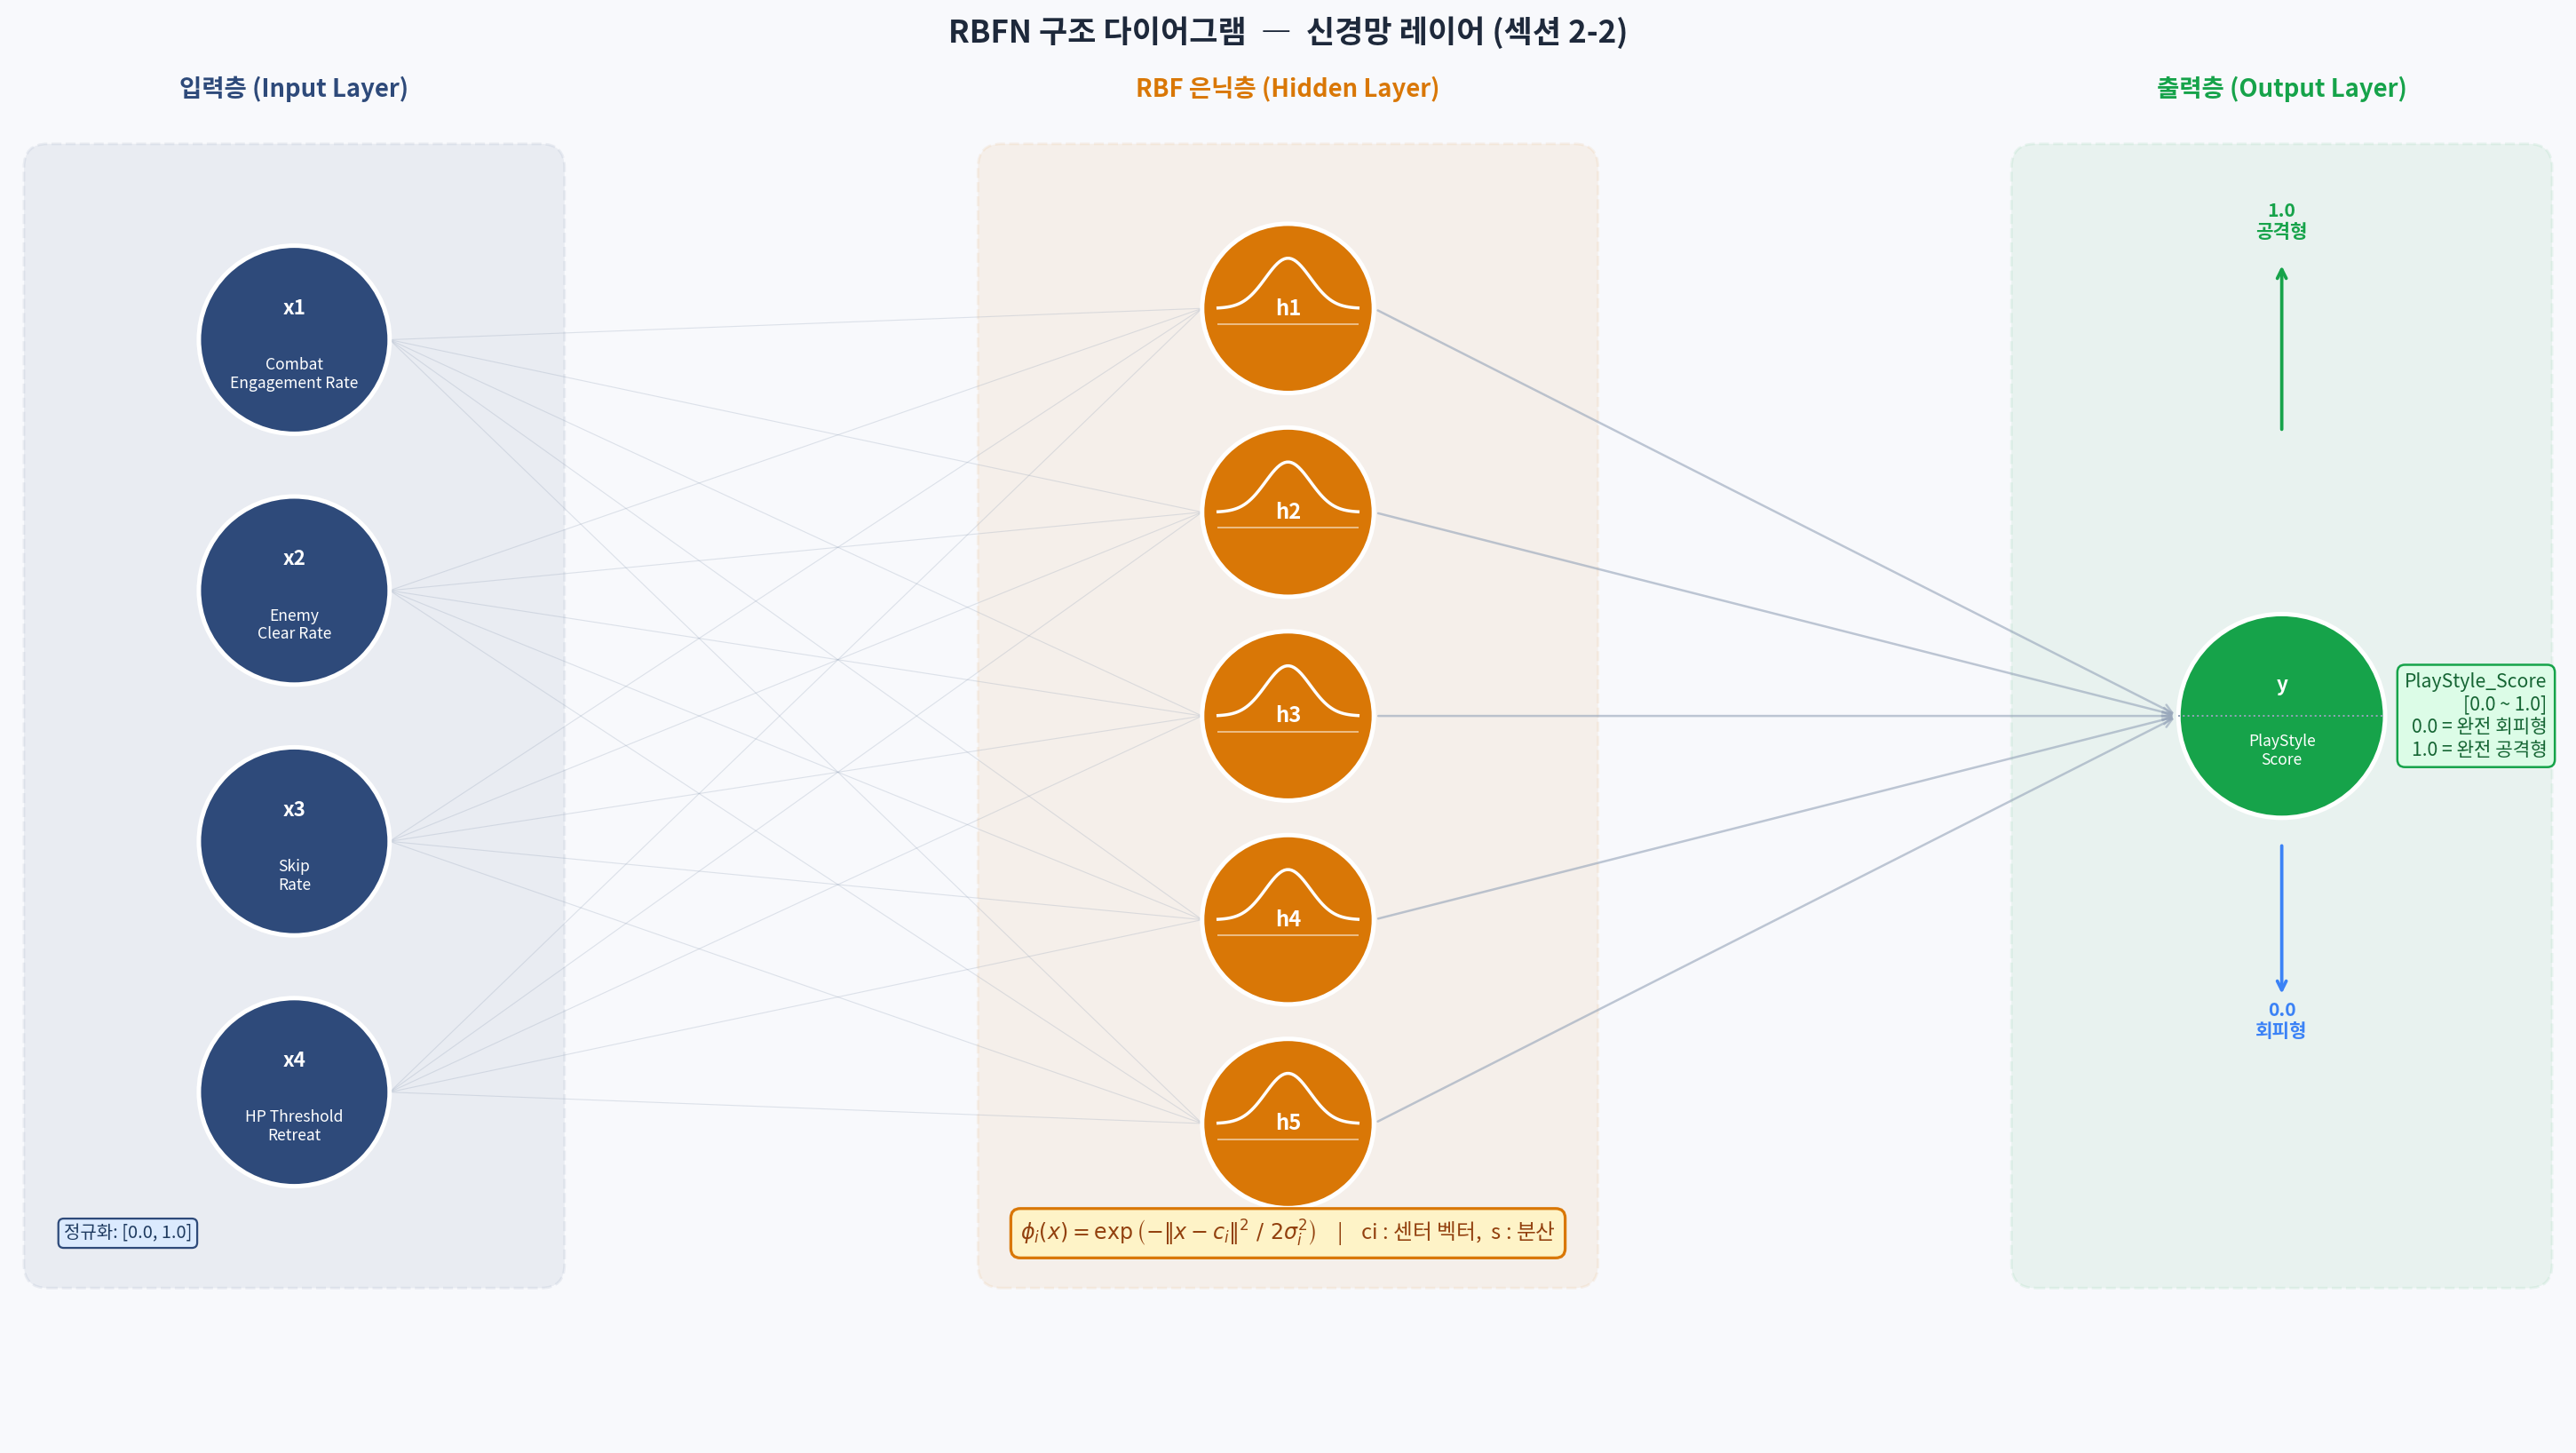 RBFN 구조 다이어그램 — 신경망 레이어 (섹션 2-2)
입력층 (Input Layer)
RBF 은닉층 (Hidden Layer)
출력층 (Output Layer)
x1
Combat
Engagement Rate
x2
Enemy
Clear Rate
x3
Skip
Rate
x4
HP Threshold
Retreat
정규화: [0.0, 1.0]
h1
h2
h3
h4
h5
ϕᵢ(x) = exp (−‖x − cᵢ‖² / 2σᵢ²) | ci : 센터 벡터, s : 분산
1.0
공격형
y
PlayStyle
Score
PlayStyle_Score
[0.0 ~ 1.0]
0.0 = 완전 회피형
1.0 = 완전 공격형
0.0
회피형